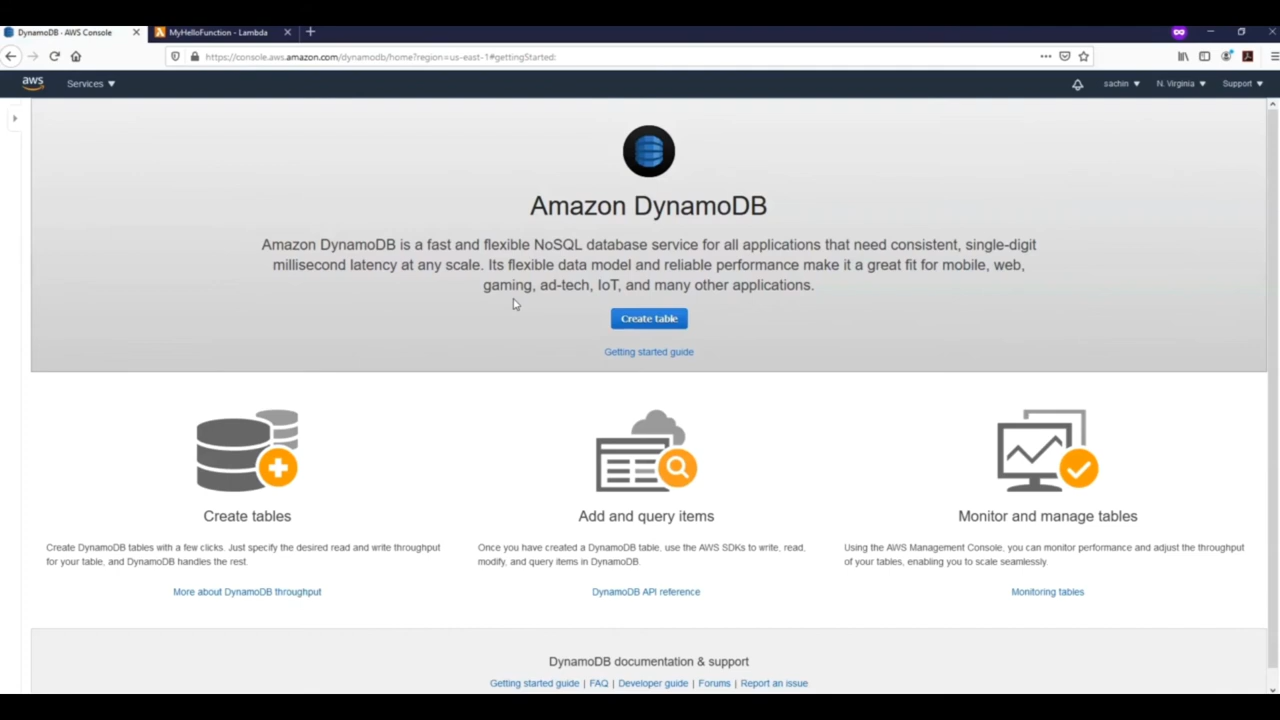 DynamoDB - AWS Console
MyHelloFunction - Lambda
https://console.aws.amazon.com/dynamodb/home?region=us-east-1#gettingStarted:
aws Services sachin N. Virginia Support
Amazon DynamoDB
Amazon DynamoDB is a fast and flexible NoSQL database service for all applications that need consistent, single-digit
millisecond latency at any scale. Its flexible data model and reliable performance make it a great fit for mobile, web,
gaming, ad-tech, IoT, and many other applications.
Create table
Getting started guide
Create tables
Create DynamoDB tables with a few clicks. Just specify the desired read and write throughput
for your table, and DynamoDB handles the rest.
More about DynamoDB throughput
Add and query items
Once you have created a DynamoDB table, use the AWS SDKs to write, read,
modify, and query items in DynamoDB.
DynamoDB API reference
Monitor and manage tables
Using the AWS Management Console, you can monitor performance and adjust the throughput
of your tables, enabling you to scale seamlessly.
Monitoring tables
DynamoDB documentation & support
Getting started guide | FAQ | Developer guide | Forums | Report an issue